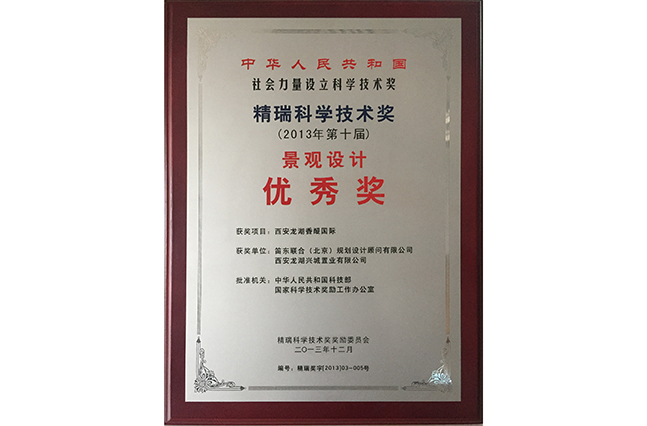 中华人民共和国
社会力量设立科学技术奖
精瑞科学技术奖
(2013年第十届)
景观设计
优秀奖
获奖项目：西安龙湖香醍国际
获奖单位：笛东联合（北京）规划设计顾问有限公司
西安龙湖兴城置业有限公司
批准机关：中华人民共和国科技部
国家科学技术奖励工作办公室
精瑞科学技术奖奖励委员会
二〇一三年十二月
编号：精瑞奖字[2013]03-005号